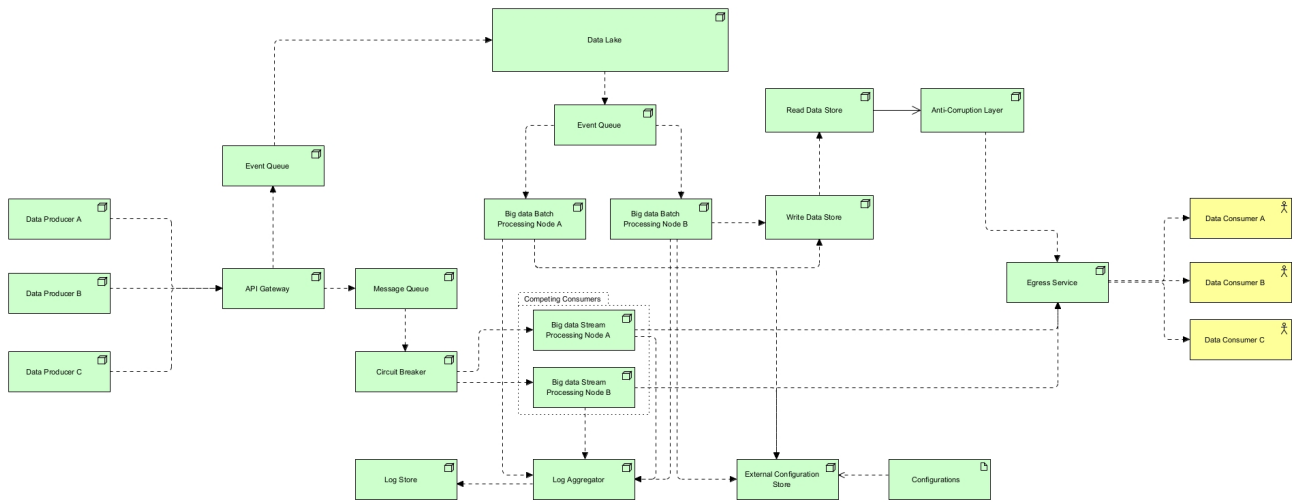 Data Lake
Read Data Store
Anti-Corruption Layer
Event Queue
Event Queue
Data Producer A
Big data Batch
Processing Node A
Big data Batch
Processing Node B
Write Data Store
Data Consumer A
Data Producer B
API Gateway
Message Queue
Egress Service
Data Consumer B
Competing Consumers
Big data Stream
Processing Node A
Data Consumer C
Data Producer C
Circuit Breaker
Big data Stream
Processing Node B
Log Store
Log Aggregator
External Configuration
Store
Configurations